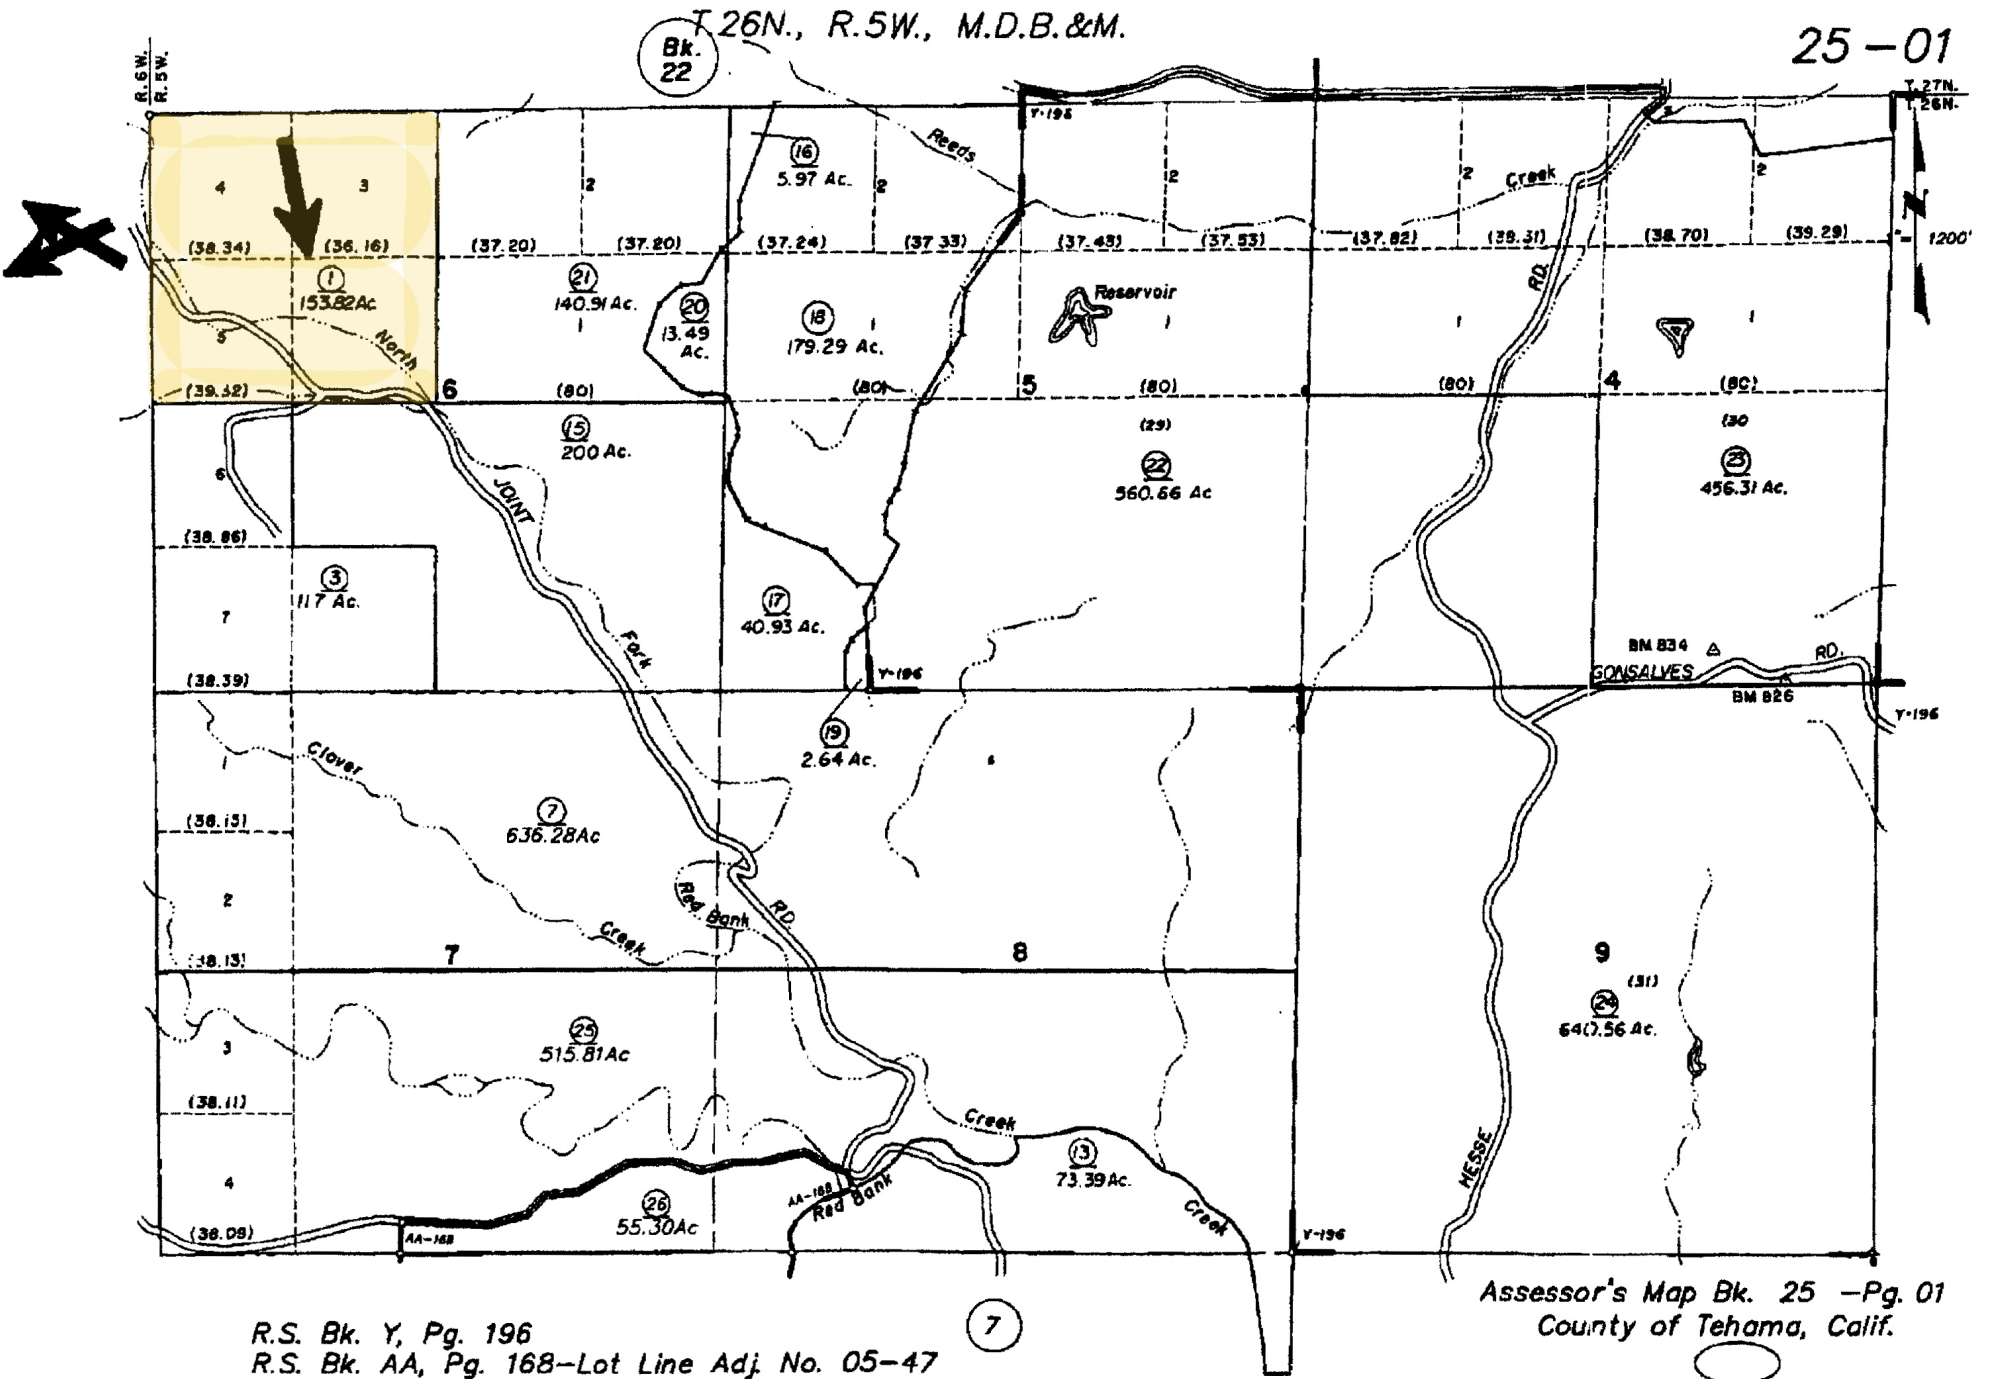 T.26N., R.5W., M.D.B.&M.
25-01
Bk.
22
R.6W.
R.5W.
T.27N.
T.26N.
N
1"= 1200'
Y-196
Reeds
Creek
16
5.97 Ac.
4
3
2
2
2
2
2
3
(38.34)
(36.16)
(37.20)
(37.20)
(37.24)
(37.33)
(37.43)
(37.53)
(37.82)
(38.31)
(38.70)
(39.29)
1
153.82Ac
21
140.91 Ac.
1
20
13.49
Ac.
18
179.29 Ac.
1
Reservoir
1
1
1
RD.
5
North
(39.32)
6
(80)
(80)
5
(80)
(80)
4
(80)
15
200 Ac.
(29)
22
560.66 Ac
(30
23
456.31 Ac.
6
JOINT
(38.86)
3
117 Ac.
7
17
40.93 Ac.
Fork
(38.39)
Y-196
BM 834
GONSALVES
RD.
BM 826
Y-196
Clover
1
19
2.64 Ac.
7
636.28Ac
(38.15)
2
Red Bank
RD.
Creek
(38.13)
7
8
9
(31)
24
640.56 Ac.
25
515.81Ac
3
(38.11)
Creek
13
73.39Ac.
HESSE
4
26
55.30Ac
AA-168
Red Bank
Creek
(38.09)
AA-168
Y-196
7
Assessor's Map Bk. 25 -Pg. 01
County of Tehama, Calif.
R.S. Bk. Y, Pg. 196
R.S. Bk. AA, Pg. 168-Lot Line Adj. No. 05-47